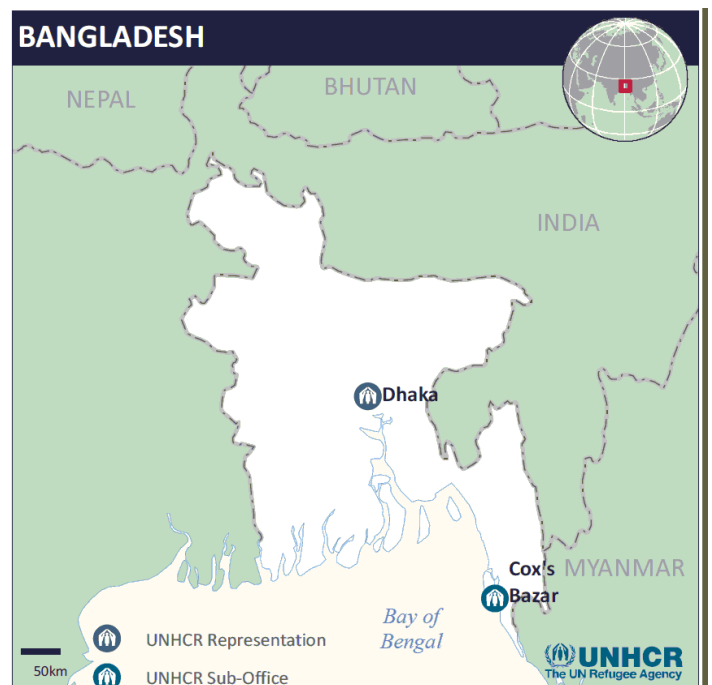 BANGLADESH
NEPAL
BHUTAN
INDIA
Dhaka
Cox's
Bazar
MYANMAR
Bay of
Bengal
UNHCR Representation
50km
UNHCR Sub-Office
UNHCR
The UN Refugee Agency